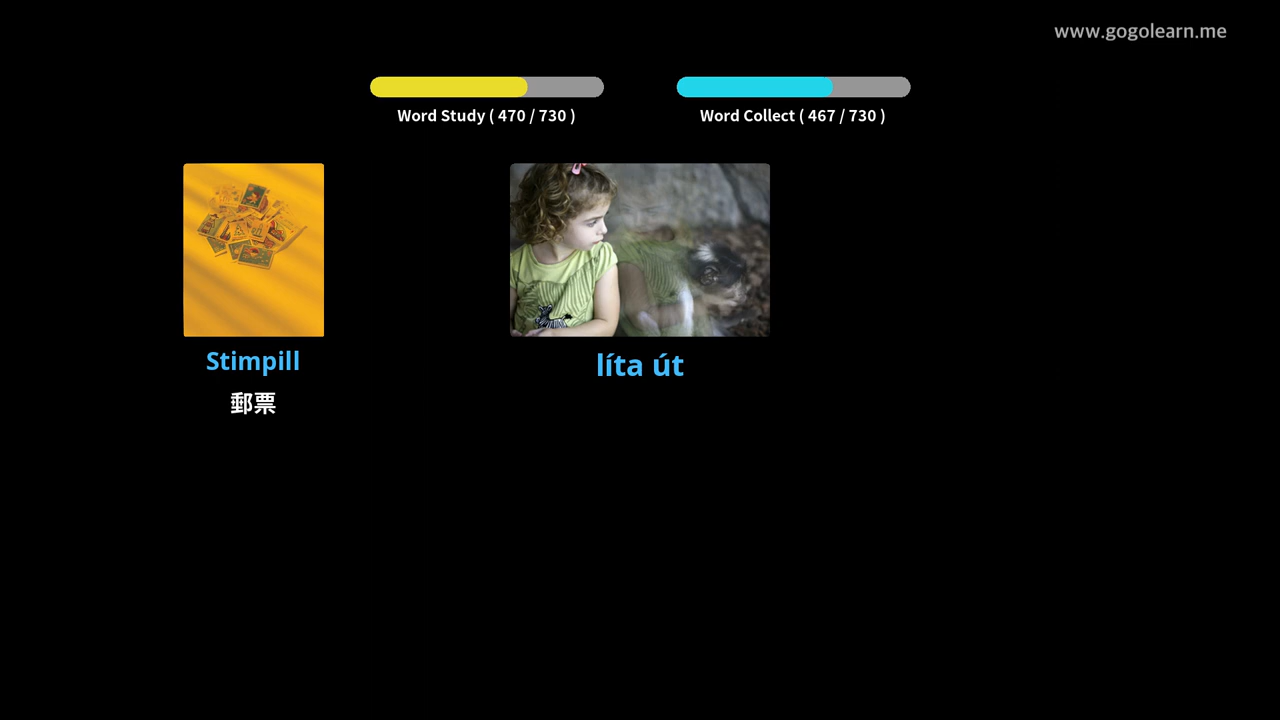 www.gogolearn.me
Word Study ( 470 / 730 )
Word Collect ( 467 / 730 )
Stimpill
郵票
líta út